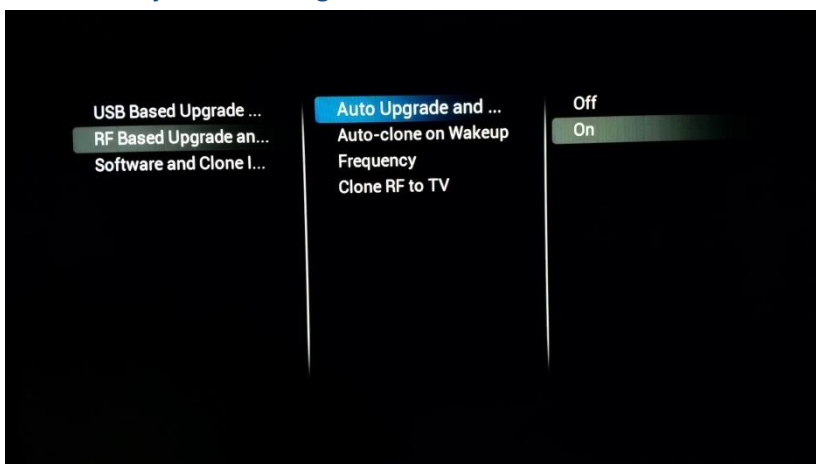 USB Based Upgrade ...
RF Based Upgrade an...
Software and Clone I...
Auto Upgrade and ...
Auto-clone on Wakeup
Frequency
Clone RF to TV
Off
On